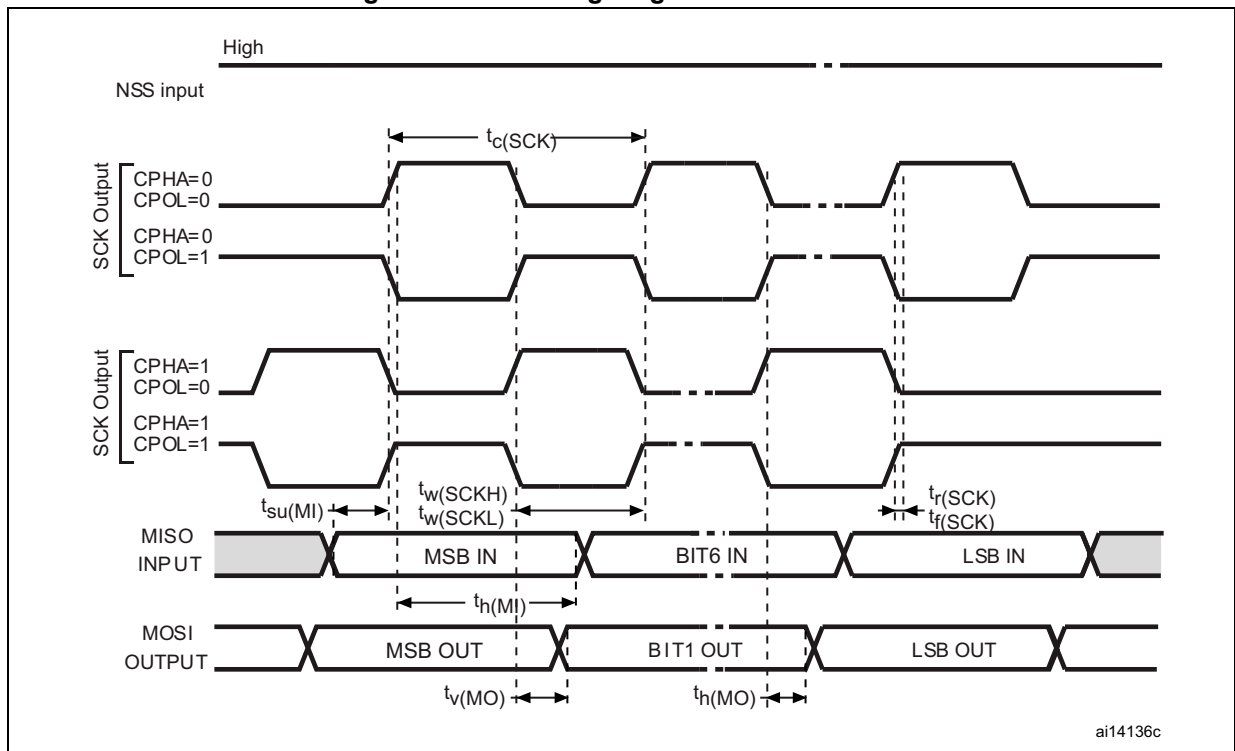 High
NSS input
tc(SCK)
SCK Output
CPHA=0
CPOL=0
CPHA=0
CPOL=1
SCK Output
CPHA=1
CPOL=0
CPHA=1
CPOL=1
tsu(MI)
tw(SCKH)
tw(SCKL)
tr(SCK)
tf(SCK)
MISO
INPUT
MSB IN
BIT6 IN
LSB IN
th(MI)
MOSI
OUTPUT
MSB OUT
BIT1 OUT
LSB OUT
tv(MO)
th(MO)
ai14136c